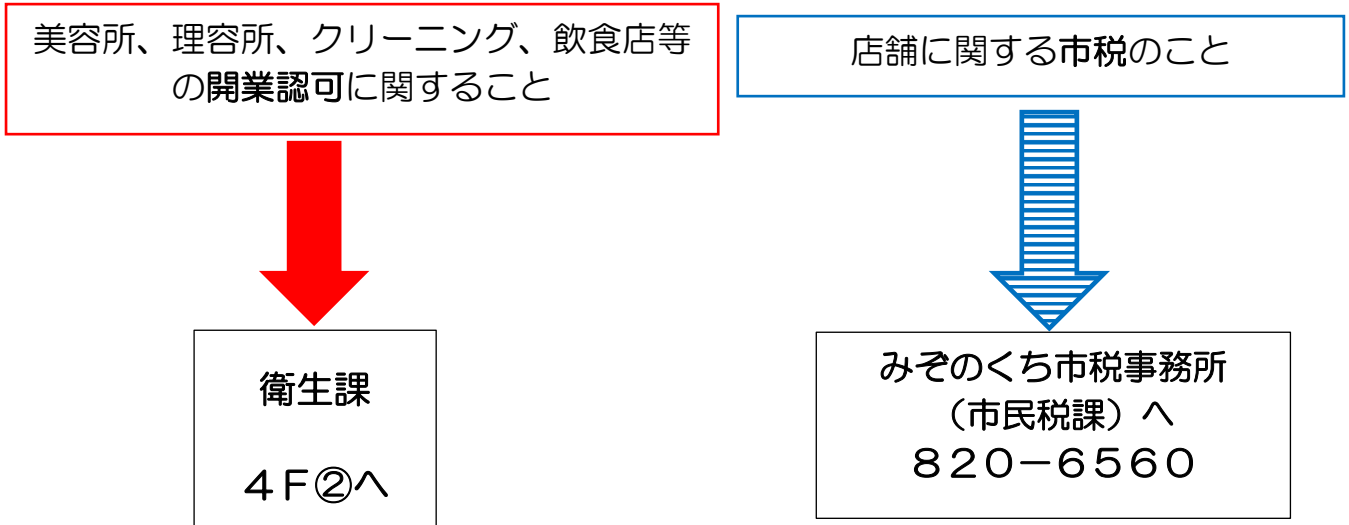 美容所、理容所、クリーニング、飲食店等
の開業認可に関すること
店舗に関する市税のこと
衛生課
４Ｆ②へ
みぞのくち市税事務所
（市民税課）へ
８２０－６５６０